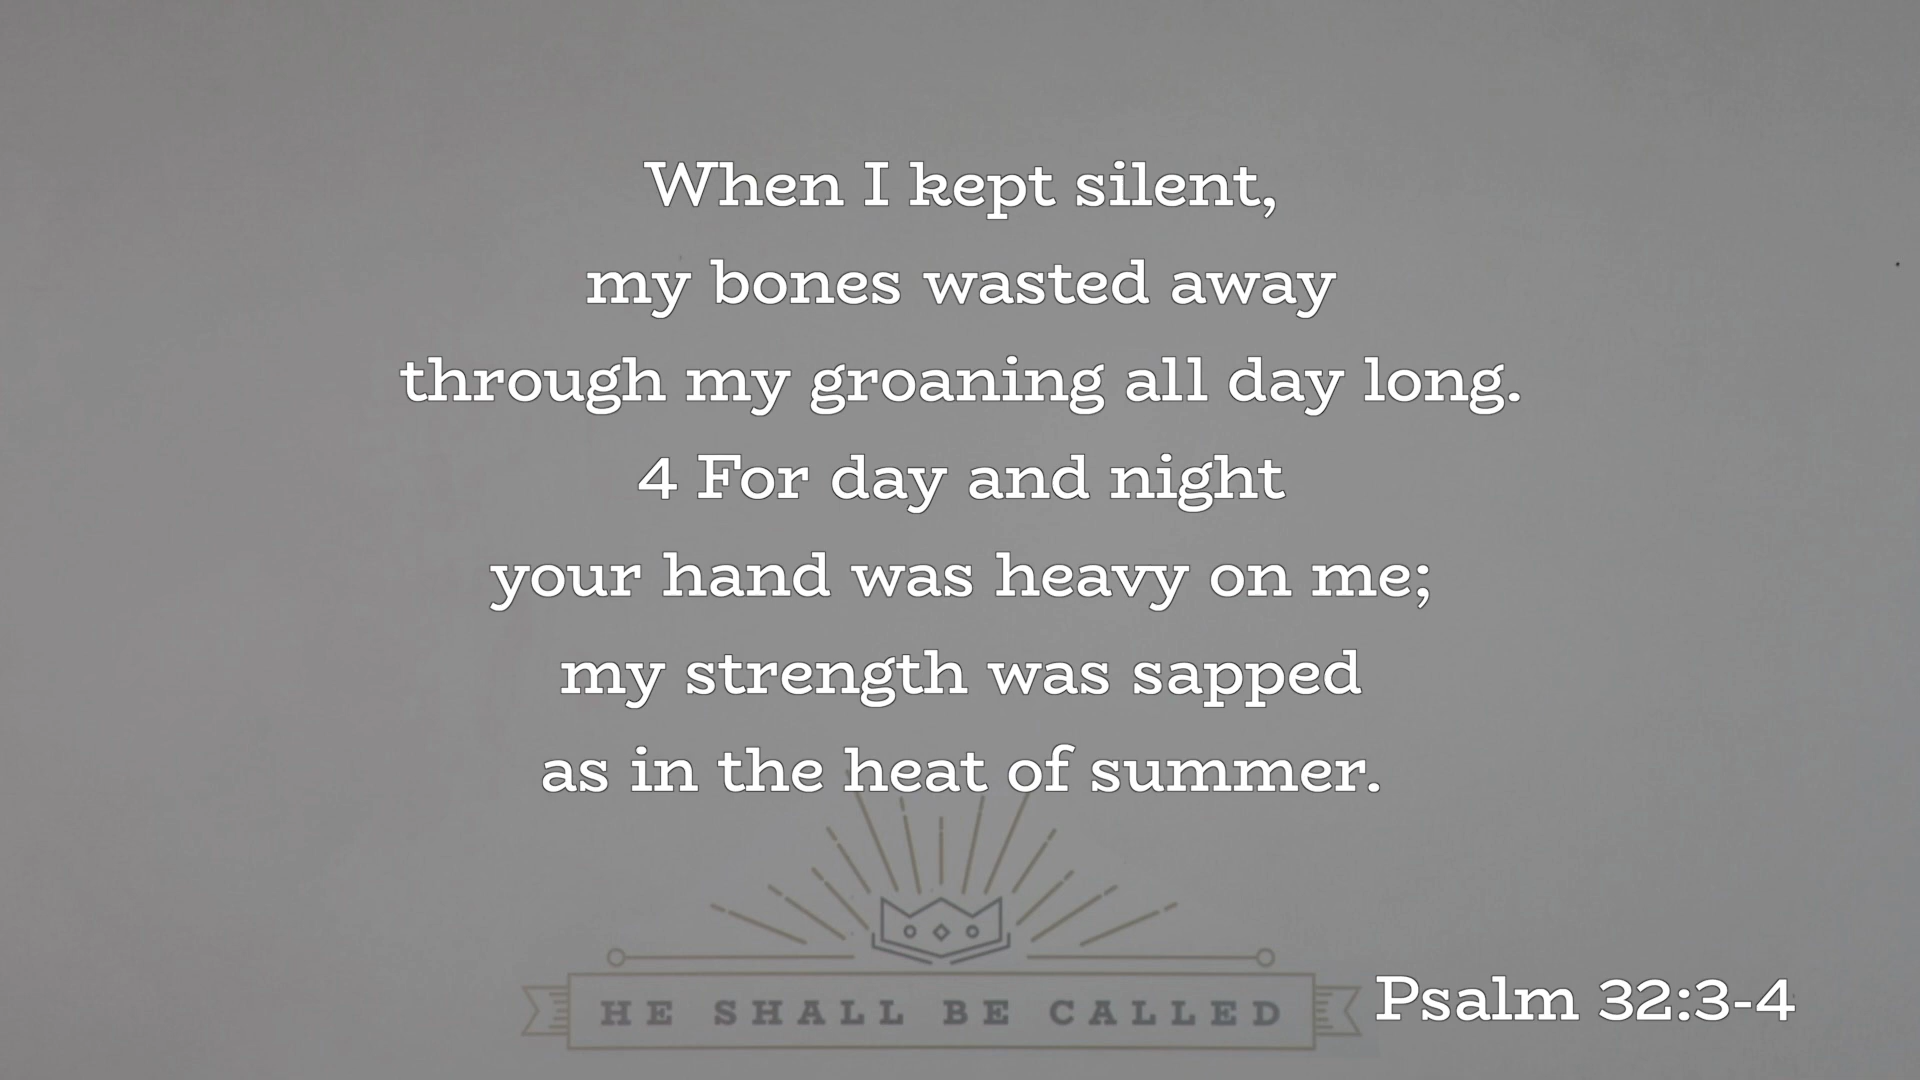 When I kept silent,
my bones wasted away
through my groaning all day long.
4 For day and night
your hand was heavy on me;
my strength was sapped
as in the heat of summer.
HE SHALL BE CALLED
Psalm 32:3-4